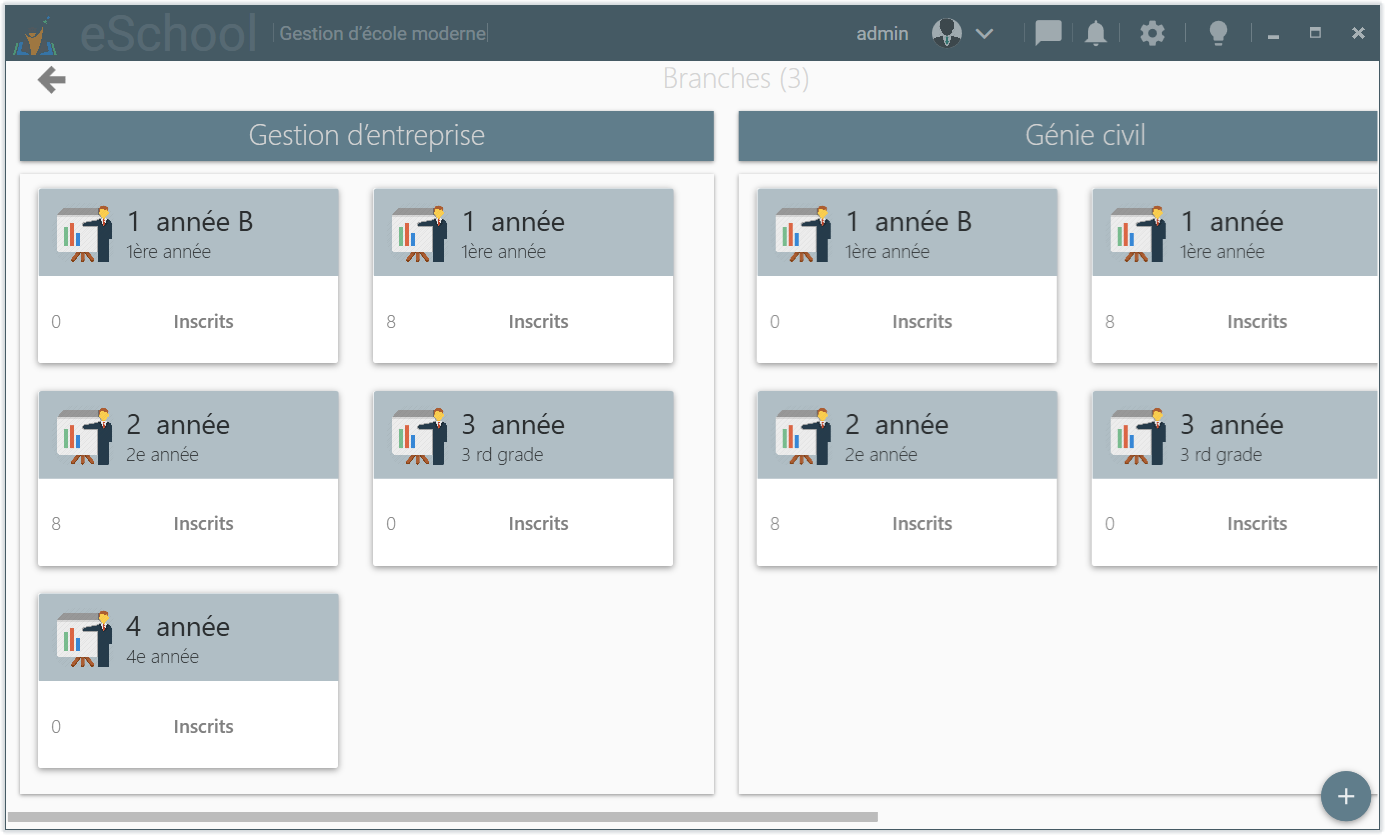 eSchool
Gestion d'école moderne
admin
Branches (3)
Gestion d'entreprise
1 année B
1ère année
0 Inscrits
1 année
1ère année
8 Inscrits
2 année
2e année
8 Inscrits
3 année
3 rd grade
0 Inscrits
4 année
4e année
0 Inscrits
Génie civil
1 année B
1ère année
0 Inscrits
1 année
1ère année
8 Inscrits
2 année
2e année
8 Inscrits
3 année
3 rd grade
0 Inscrits